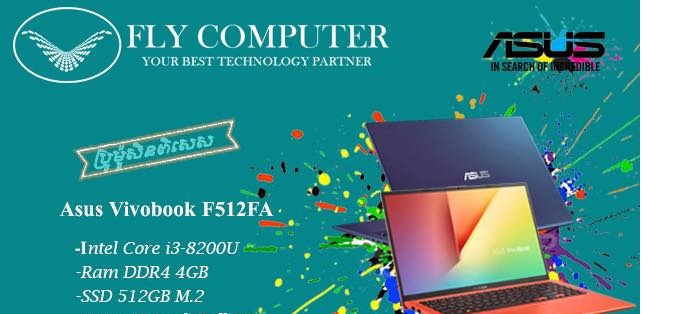 FLY COMPUTER
YOUR BEST TECHNOLOGY PARTNER
ASUS
IN SEARCH OF INCREDIBLE
ប្រូម៉ូសិនពិសេស
ASUS
Asus Vivobook F512FA
-Intel Core i3-8200U
-Ram DDR4 4GB
-SSD 512GB M.2